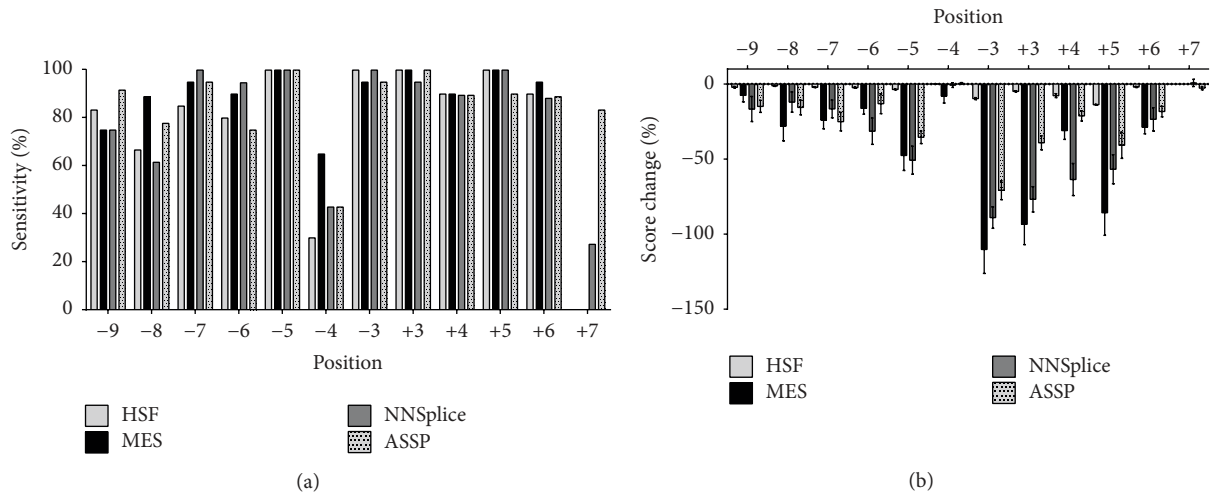 Sensitivity (%)
100
80
60
40
20
0
−9 −8 −7 −6 −5 −4 −3 +3 +4 +5 +6 +7
Position
HSF
MES
NNSplice
ASSP
(a)
Position
−9 −8 −7 −6 −5 −4 −3 +3 +4 +5 +6 +7
Score change (%)
0
−50
−100
−150
HSF
MES
NNSplice
ASSP
(b)